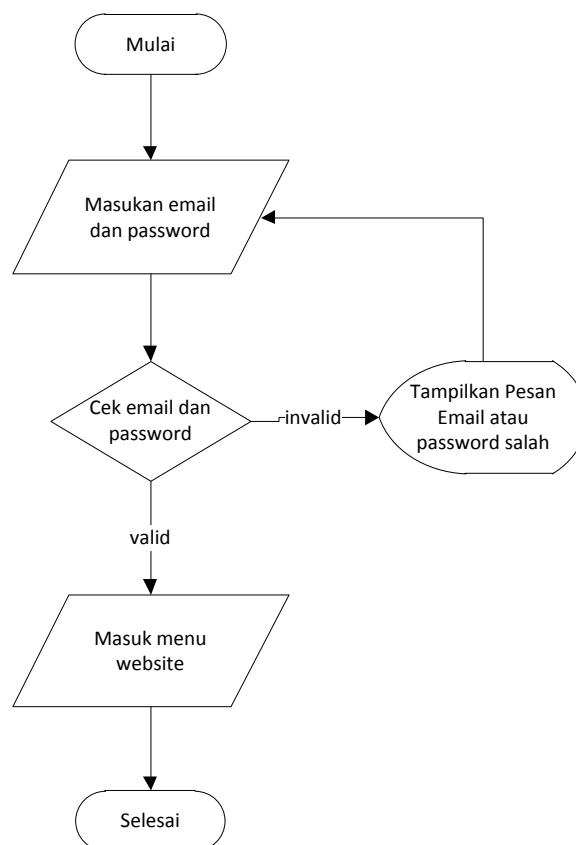 Mulai
Masukan email
dan password
Cek email dan
password
invalid
Tampilkan Pesan
Email atau
password salah
valid
Masuk menu
website
Selesai